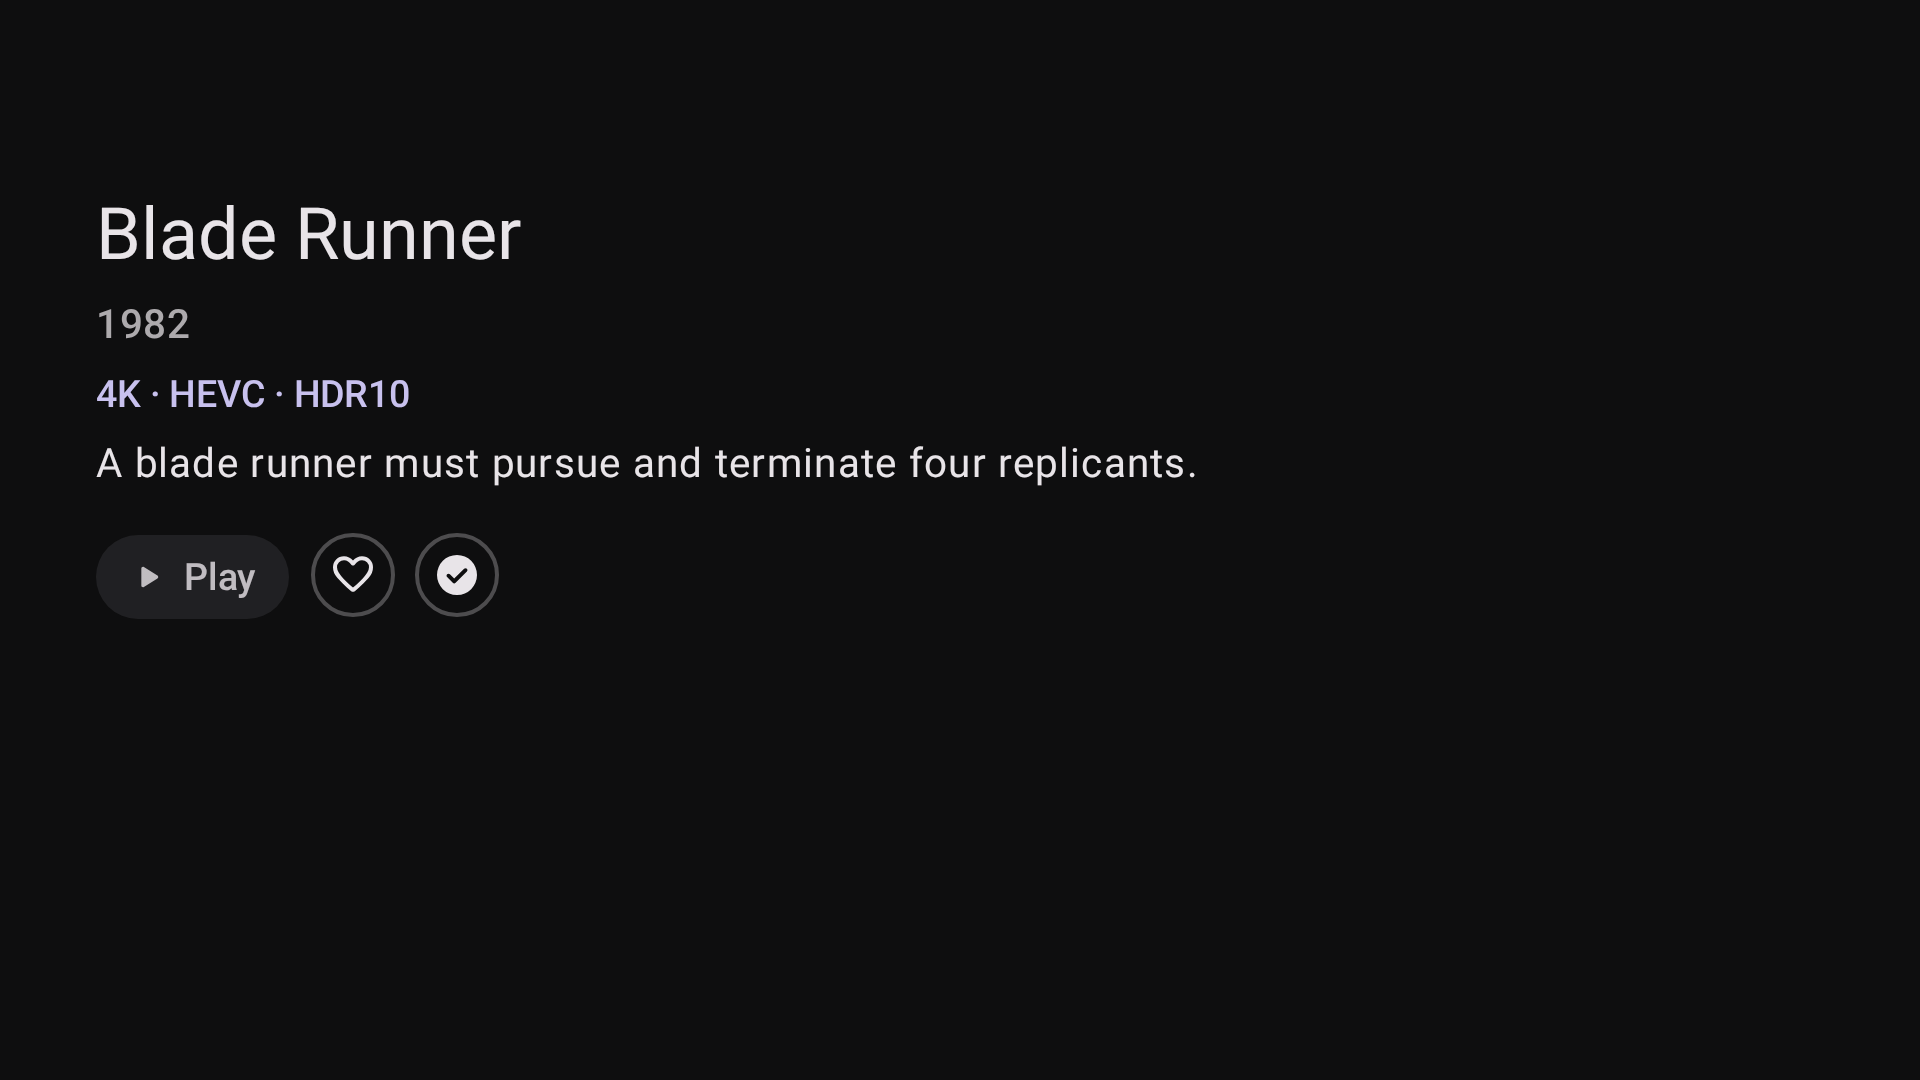 Blade Runner
1982
4K · HEVC · HDR10
A blade runner must pursue and terminate four replicants.
Play